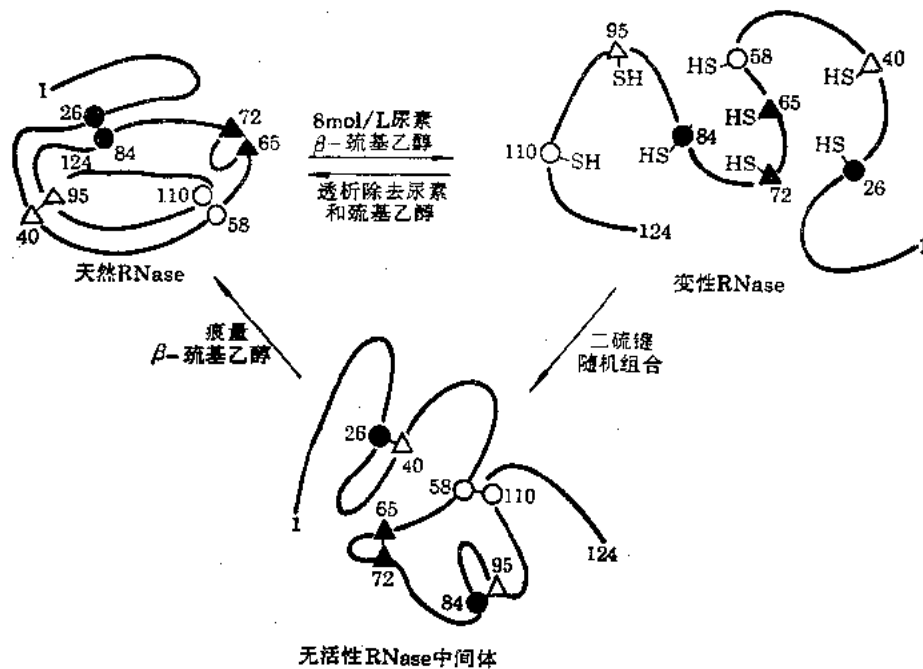 1
26
84
72
65
124
95
110
40
58
天然RNase
8mol/L尿素
β-巯基乙醇
透析除去尿素
和巯基乙醇
95
SH
110
SH
124
HS
84
HS
58
HS
65
HS
72
HS
40
HS
26
1
变性RNase
痕量
β-巯基乙醇
二硫键
随机组合
26
40
58
110
65
72
1
95
84
124
无活性RNase中间体